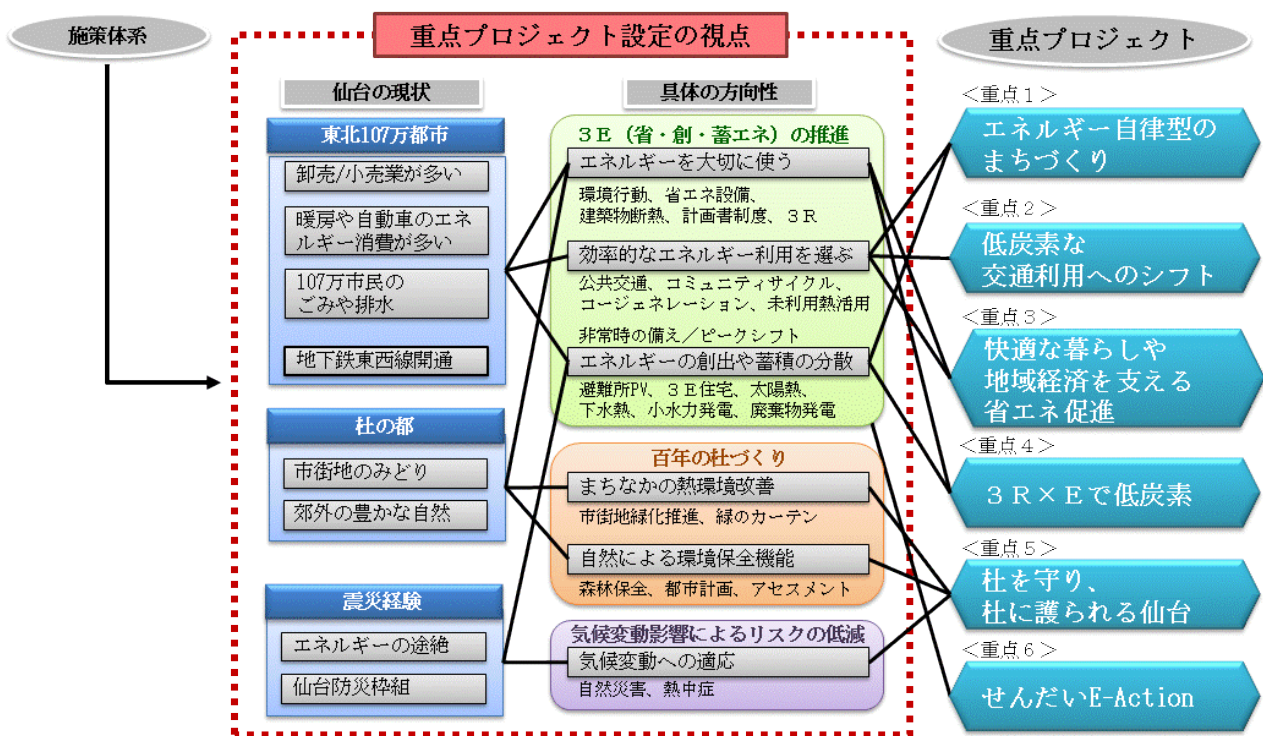 施策体系
重点プロジェクト設定の視点
仙台の現状
東北107万都市
卸売/小売業が多い
暖房や自動車のエネ
ルギー消費が多い
107万市民の
ごみや排水
地下鉄東西線開通
杜の都
市街地のみどり
郊外の豊かな自然
震災経験
エネルギーの途絶
仙台防災枠組
具体の方向性
３Ｅ（省・創・蓄エネ）の推進
エネルギーを大切に使う
環境行動、省エネ設備、
建築物断熱、計画書制度、３Ｒ
効率的なエネルギー利用を選ぶ
公共交通、コミュニティサイクル、
コージェネレーション、未利用熱活用
非常時の備え／ピークシフト
エネルギーの創出や蓄積の分散
避難所PV、３Ｅ住宅、太陽熱、
下水熱、小水力発電、廃棄物発電
百年の杜づくり
まちなかの熱環境改善
市街地緑化推進、緑のカーテン
自然による環境保全機能
森林保全、都市計画、アセスメント
気候変動影響によるリスクの低減
気候変動への適応
自然災害、熱中症
重点プロジェクト
＜重点１＞
エネルギー自律型の
まちづくり
＜重点２＞
低炭素な
交通利用へのシフト
＜重点３＞
快適な暮らしや
地域経済を支える
省エネ促進
＜重点４＞
３Ｒ×Ｅで低炭素
＜重点５＞
杜を守り、
杜に護られる仙台
＜重点６＞
せんだいE-Action